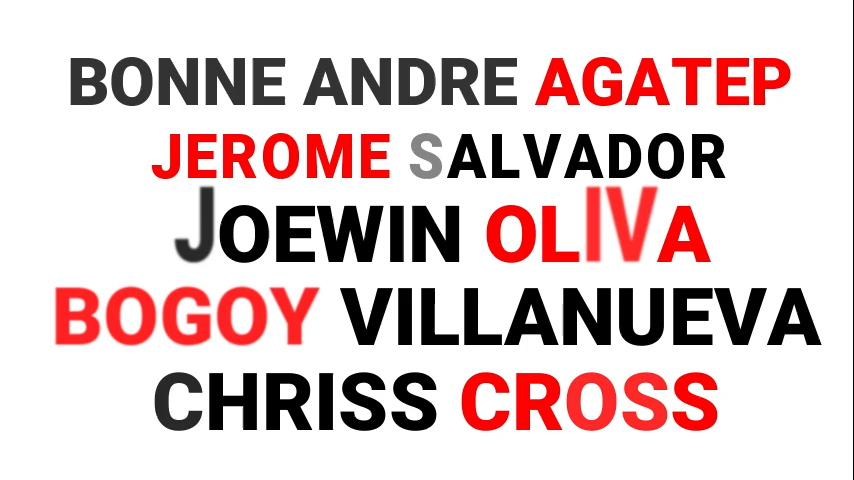 BONNE ANDRE AGATEP
JEROME SALVADOR
JOEWIN OLIVA
BOGOY VILLANUEVA
CHRISS CROSS